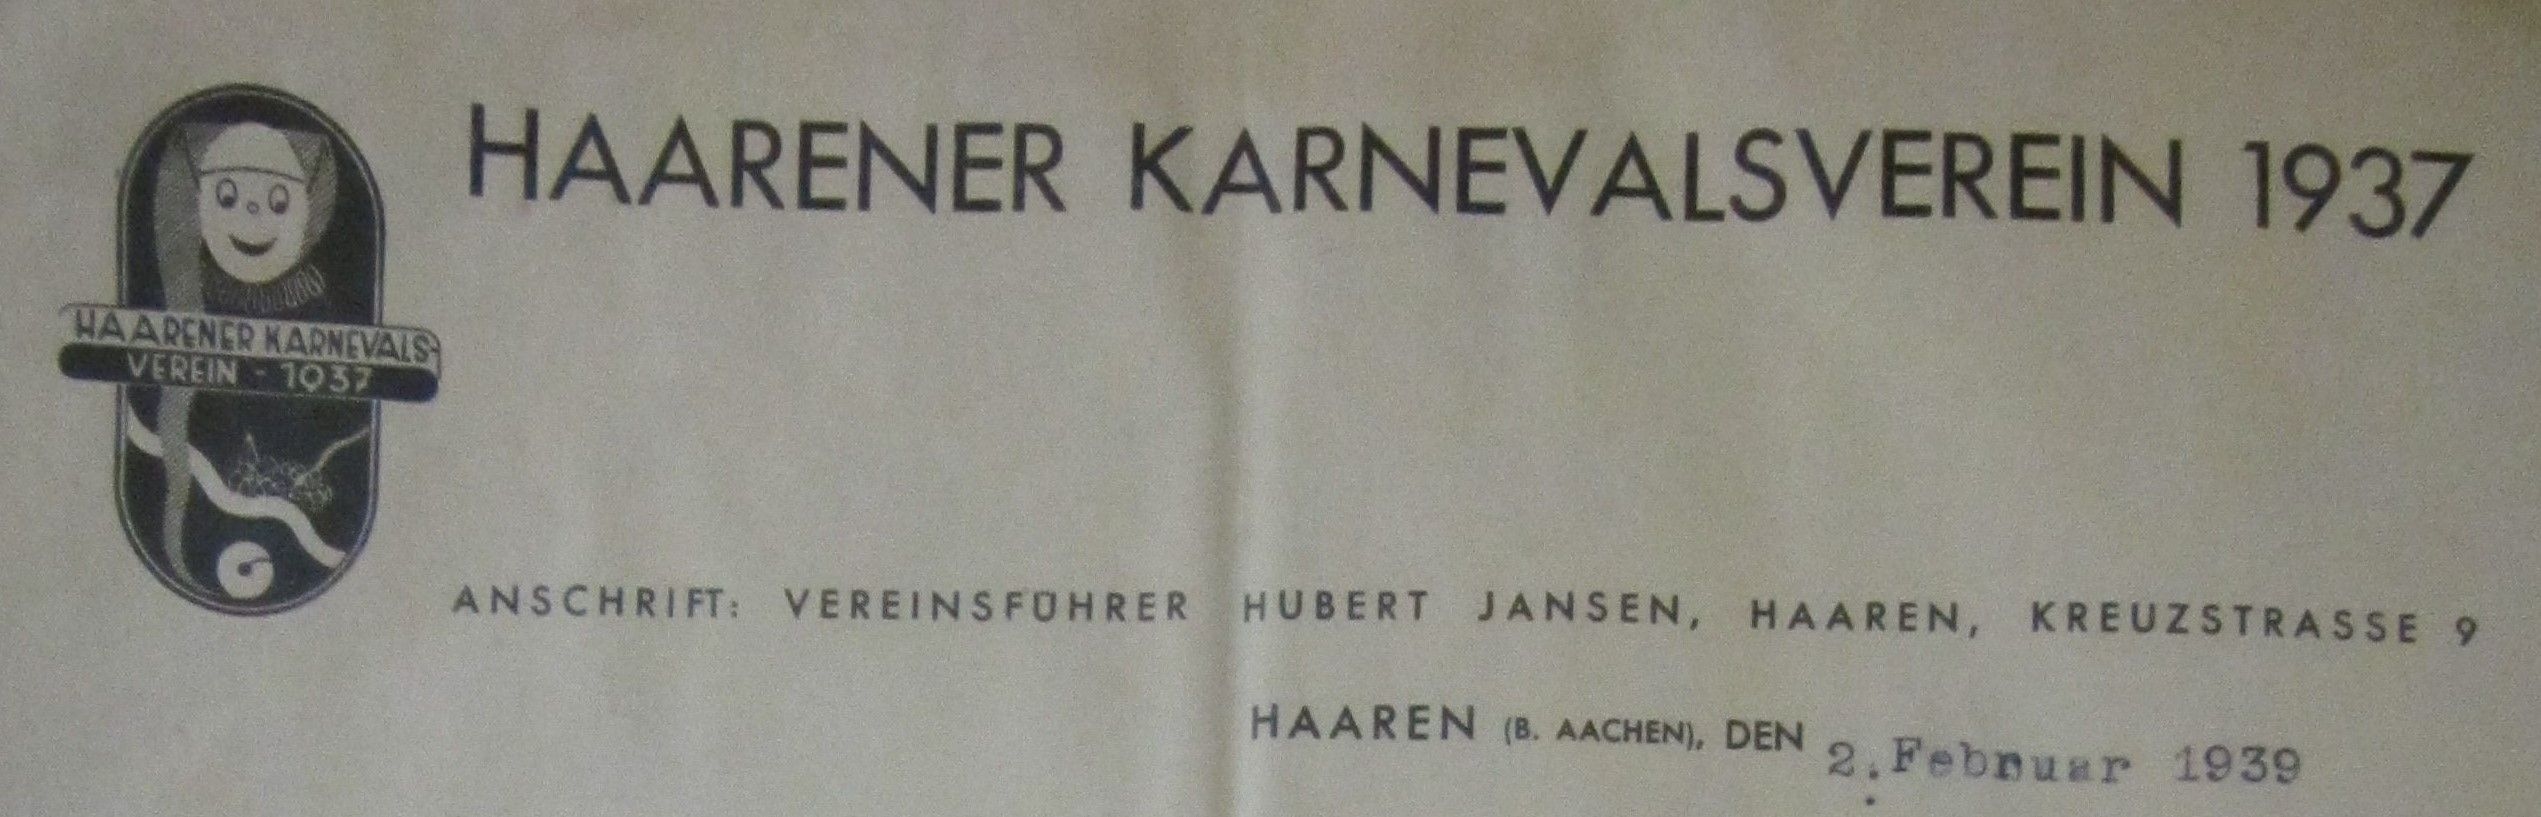 HAARENER KARNEVALSVEREIN 1937
HAARENER KARNEVALS-
VEREIN - 1937
ANSCHRIFT: VEREINSFÜHRER HUBERT JANSEN, HAAREN, KREUZSTRASSE 9
HAAREN (B. AACHEN), DEN 2. Februar 1939